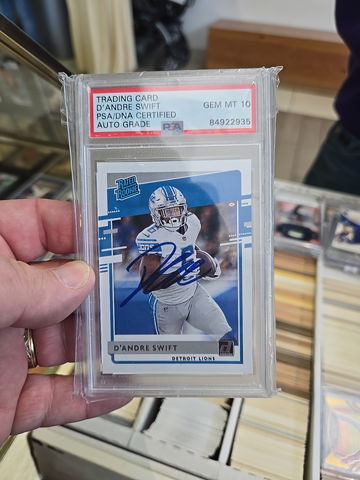 TRADING CARD
D'ANDRE SWIFT
PSA/DNA CERTIFIED
AUTO GRADE
GEM MT 10
84922935
PSA
RATED
ROOKIE
D'ANDRE SWIFT
DETROIT LIONS